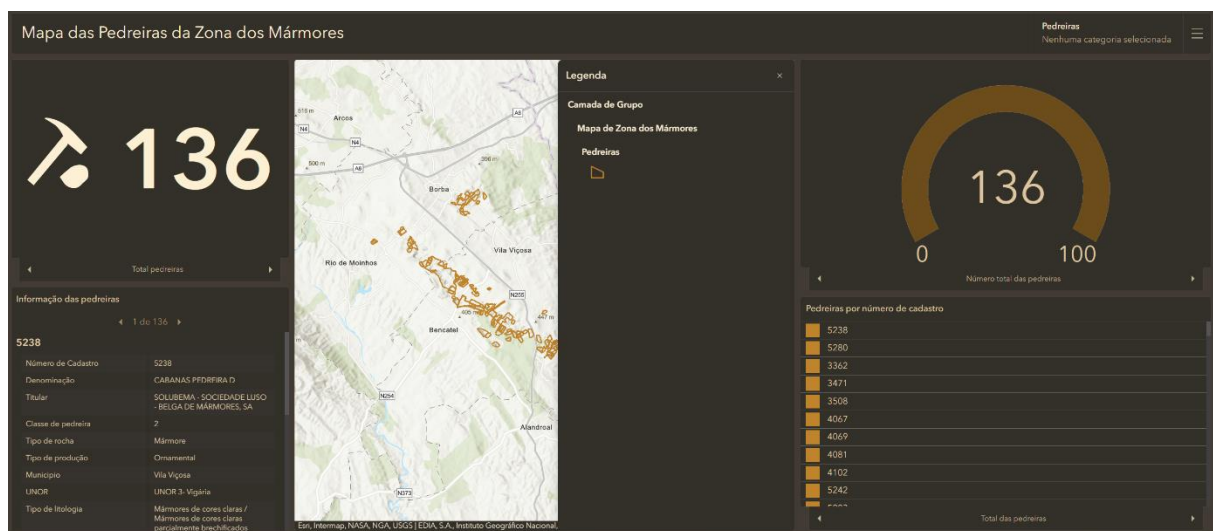 Mapa das Pedreiras da Zona dos Mármores
Pedreiras
Nenhuma categoria selecionada
136
Total pedreiras
Informação das pedreiras
1 de 136
5238
Número de Cadastro 5238
Denominação CABANAS PEDREIRA D
Titular SOLUBEMA - SOCIEDADE LUSO
- BELGA DE MÁRMORES, SA
Classe de pedreira 2
Tipo de rocha Mármore
Tipo de produção Ornamental
Município Vila Viçosa
UNOR UNOR 3- Vigária
Tipo de litologia Mármores de cores claras /
Mármores de cores claras
parcialmente brechificados
518 m
Arcos
A6
N4
N4
500 m
A6
Borba
Vila Viçosa
Rio de Moinhos
N255
405 m
447 m
Bencatel
N254
Alandroal
N373
Esri, Intermap, NASA, NGA, USGS | EDIA, S.A., Instituto Geográfico Nacional,
Legenda ×
Camada de Grupo
Mapa de Zona dos Mármores
Pedreiras
136
0 100
Número total das pedreiras
Pedreiras por número de cadastro
5238
5280
3362
3471
3508
4067
4069
4081
4102
5242
Total das pedreiras